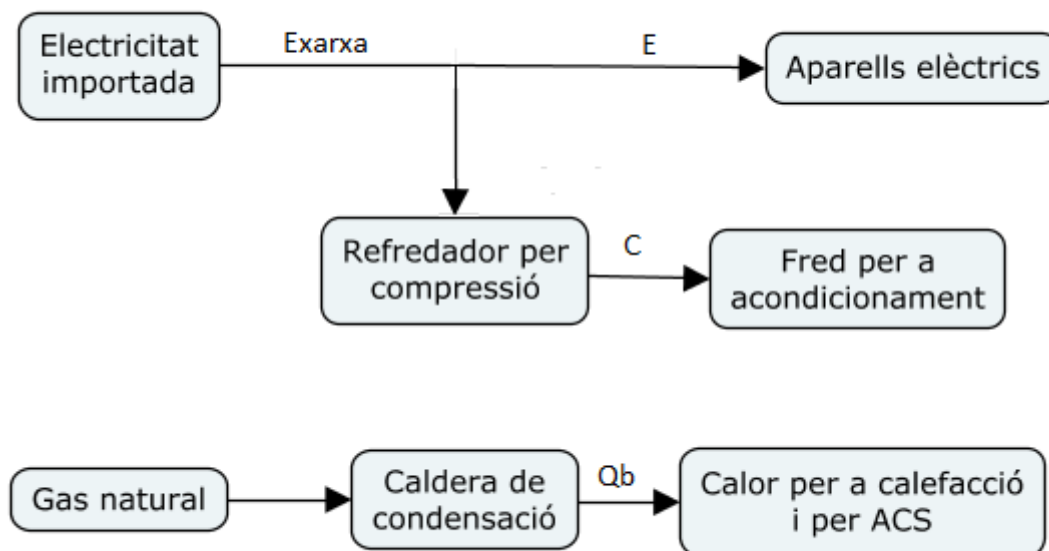 Electricitat
importada
Exarxa
E
Aparells elèctrics
Refredador per
compressió
C
Fred per a
acondicionament
Gas natural
Caldera de
condensació
Qb
Calor per a calefacció
i per ACS